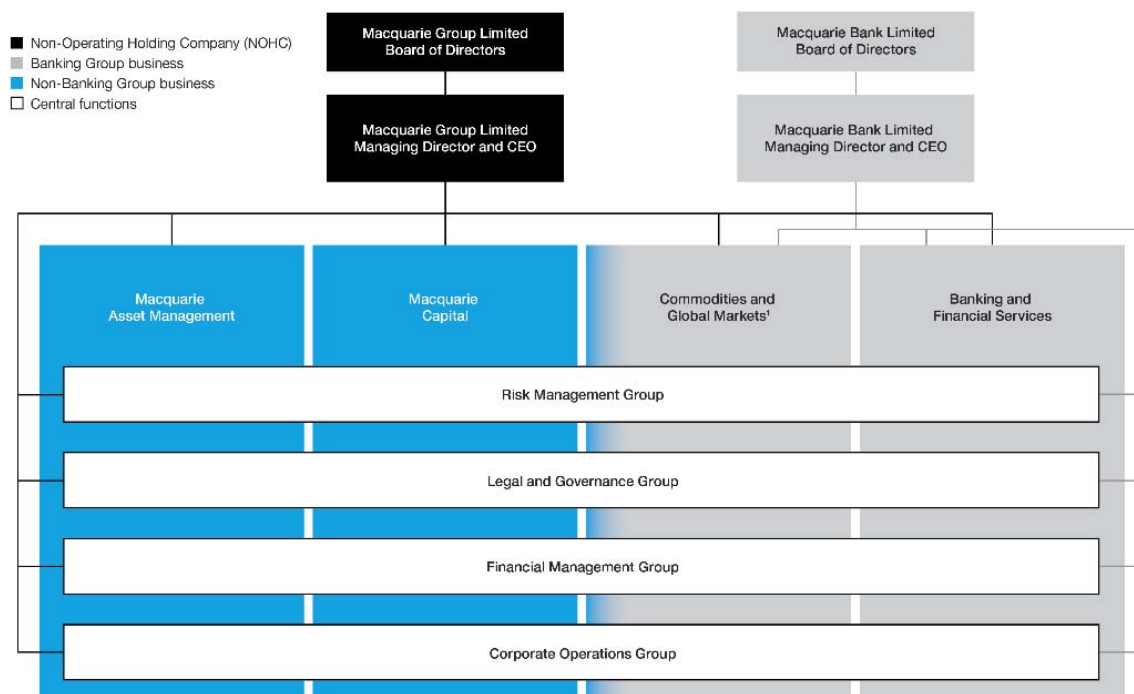 Non-Operating Holding Company (NOHC)
Banking Group business
Non-Banking Group business
Central functions
Macquarie Group Limited
Board of Directors
Macquarie Bank Limited
Board of Directors
Macquarie Group Limited
Managing Director and CEO
Macquarie Bank Limited
Managing Director and CEO
Macquarie
Asset Management
Macquarie
Capital
Commodities and
Global Markets¹
Banking and
Financial Services
Risk Management Group
Legal and Governance Group
Financial Management Group
Corporate Operations Group